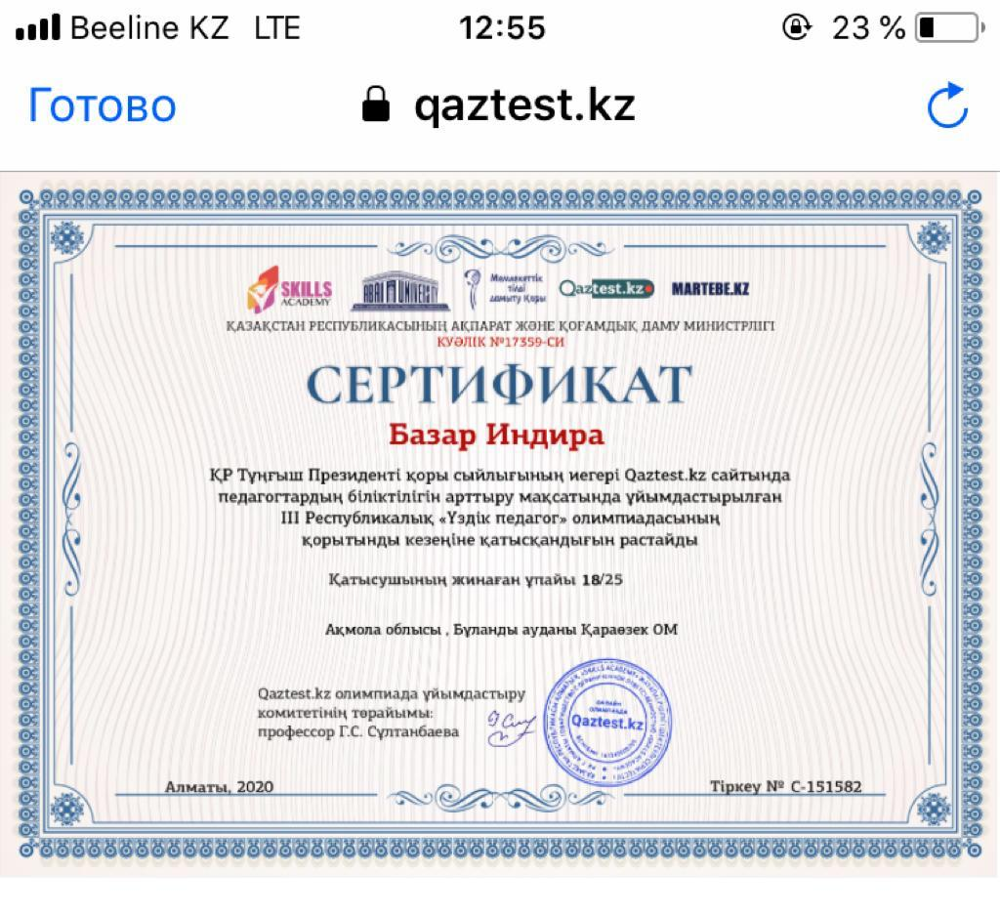 Beeline KZ LTE 12:55 23 %
Готово qaztest.kz
SKILLS ACADEMY
ABAI UNIVERSITY
Мемлекеттік тілді дамыту қоры
Qaztest.kz
MARTEBE.KZ
ҚАЗАҚСТАН РЕСПУБЛИКАСЫНЫҢ АҚПАРАТ ЖӘНЕ ҚОҒАМДЫҚ ДАМУ МИНИСТРЛІГІ
КУӘЛІК №17359-СИ
СЕРТИФИКАТ
Базар Индира
ҚР Тұңғыш Президенті қоры сыйлығының иегері Qaztest.kz сайтында
педагогтардың біліктілігін арттыру мақсатында ұйымдастырылған
III Республикалық «Үздік педагог» олимпиадасының
қорытынды кезеңіне қатысқандығын растайды
Қатысушының жинаған ұпайы 18/25
Ақмола облысы , Бұланды ауданы Қараөзек ОМ
Qaztest.kz олимпиада ұйымдастыру
комитетінің төрайымы:
профессор Г.С. Сұлтанбаева
ОНЛАЙН
ОЛИМПИАДА
Qaztest.kz
Алматы, 2020
Тіркеу № C-151582